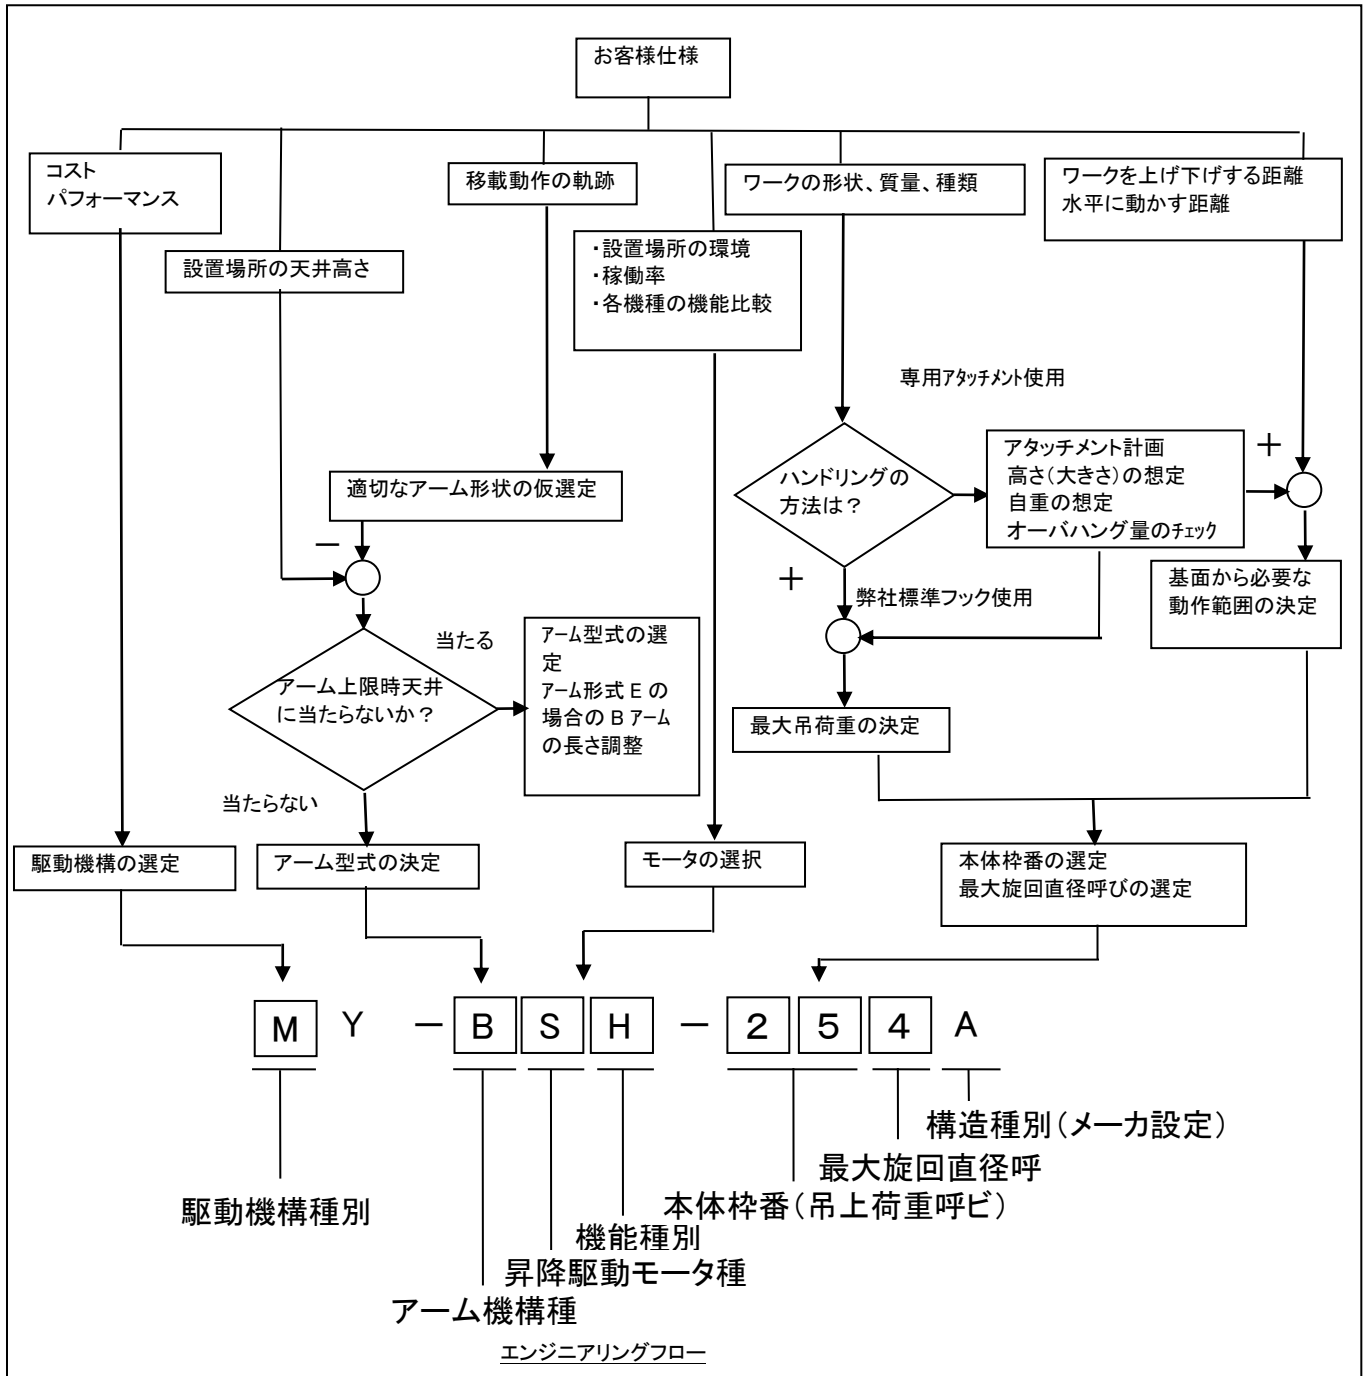 お客様仕様
コスト
パフォーマンス
設置場所の天井高さ
移載動作の軌跡
・設置場所の環境
・稼働率
・各機種の機能比較
ワークの形状、質量、種類
ワークを上げ下げする距離
水平に動かす距離
専用アタッチメント使用
適切なアーム形状の仮選定
ハンドリングの
方法は?
アタッチメント計画
高さ(大きさ)の想定
自重の想定
オーバハング量のチェック
+
−
+
弊社標準フック使用
基面から必要な
動作範囲の決定
アーム上限時天井
に当たらないか?
当たる
当たらない
アーム型式の選
定
アーム形式 E の
場合の B アーム
の長さ調整
最大吊荷重の決定
駆動機構の選定
アーム型式の決定
モータの選択
本体枠番の選定
最大旋回直径呼びの選定
M Y − B S H − 2 5 4 A
構造種別(メーカ設定)
最大旋回直径呼
本体枠番(吊上荷重呼ビ)
駆動機構種別
機能種別
昇降駆動モータ種
アーム機構種
エンジニアリングフロー